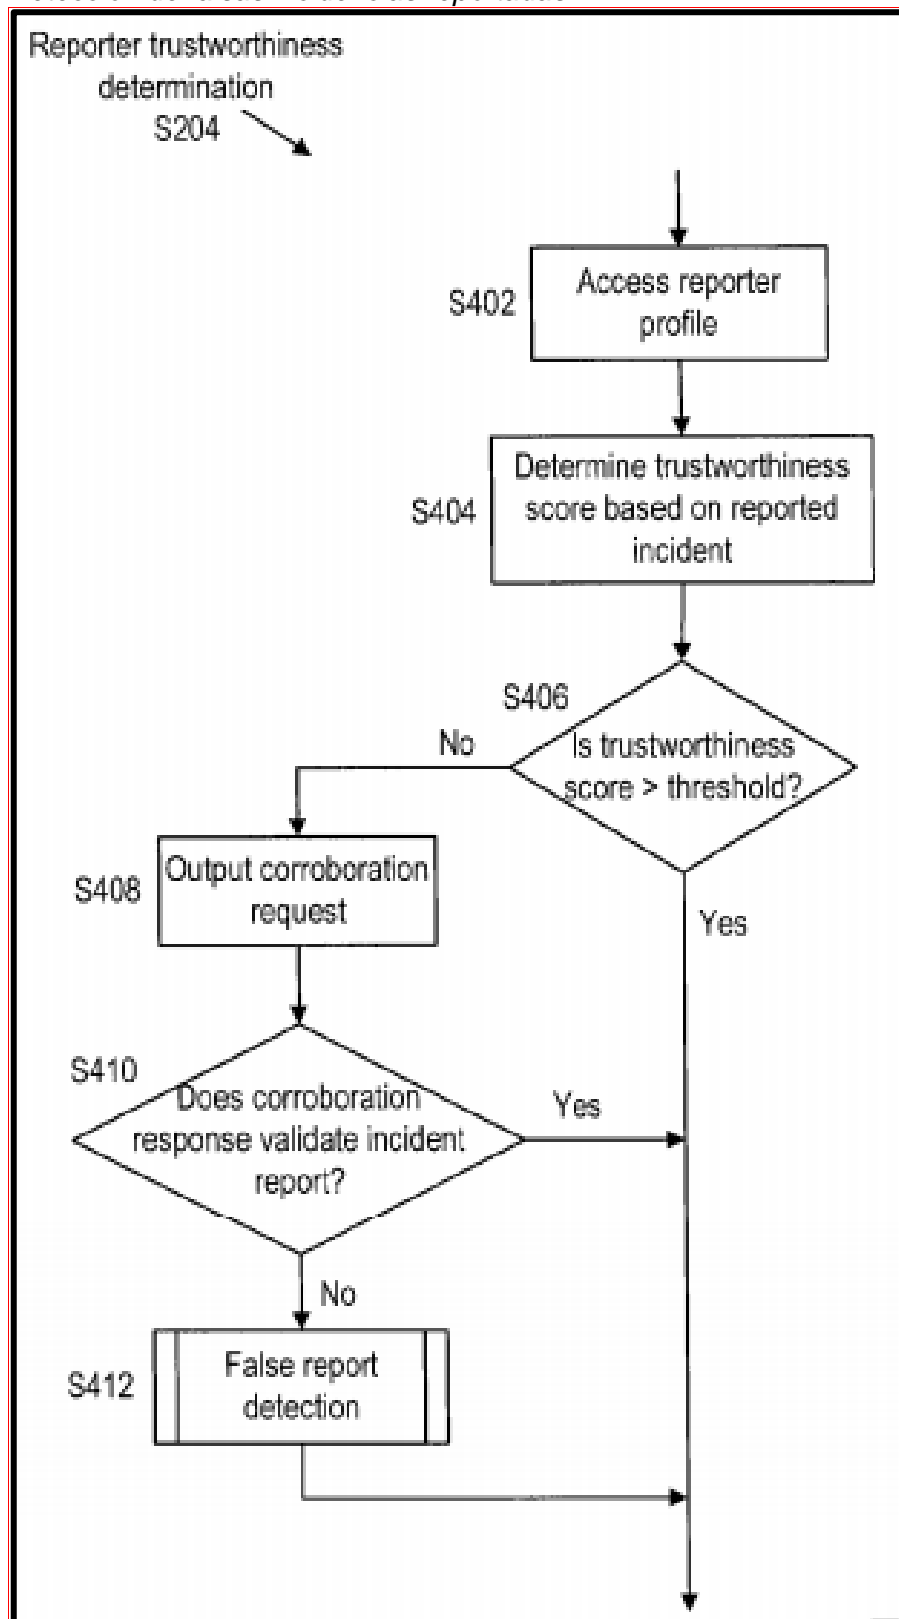 Reporter trustworthiness
determination
S204
S402
Access reporter
profile
S404
Determine trustworthiness
score based on reported
incident
S406
Is trustworthiness
score > threshold?
No
Yes
S408
Output corroboration
request
S410
Does corroboration
response validate incident
report?
Yes
No
S412
False report
detection